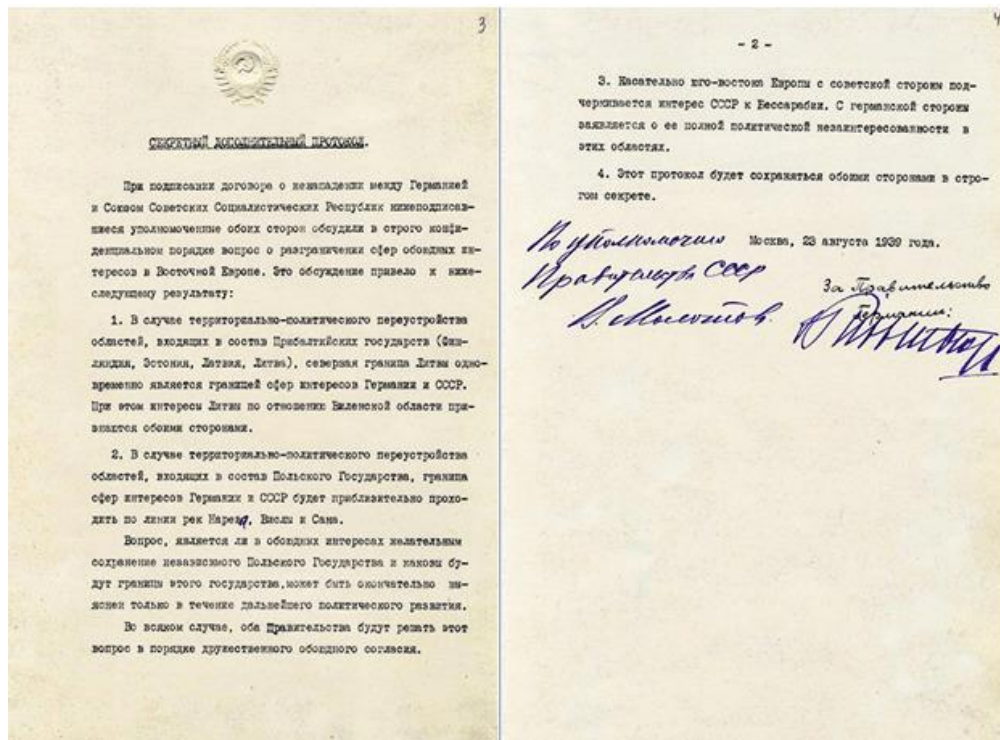 3
СЕКРЕТНЫЙ ДОПОЛНИТЕЛЬНЫЙ ПРОТОКОЛ.
При подписании договора о ненападении между Германией
и Союзом Советских Социалистических Республик нижеподписав-
шиеся уполномоченные обоих сторон обсудили в строго конфи-
денциальном порядке вопрос о разграничении сфер обоюдных ин-
тересов в Восточной Европе. Это обсуждение привело к ниже-
следующему результату:
1. В случае территориально-политического переустройства
областей, входящих в состав Прибалтийских государств (Фин-
ляндия, Эстония, Латвия, Литва), северная граница Литвы одно-
временно является границей сфер интересов Германии и СССР.
При этом интересы Литвы по отношению Виленской области при-
знаются обоими сторонами.
2. В случае территориально-политического переустройства
областей, входящих в состав Польского Государства, граница
сфер интересов Германии и СССР будет приблизительно прохо-
дить по линии рек Нарева, Вислы и Сана.
Вопрос, является ли в обоюдных интересах желательным
сохранение независимого Польского Государства и каковы бу-
дут границы этого государства, может быть окончательно вы-
яснен только в течение дальнейшего политического развития.
Во всяком случае, оба Правительства будут решать этот
вопрос в порядке дружественного обоюдного согласия.
4
- 2 -
3. Касательно юго-востока Европы с советской стороны под-
черкивается интерес СССР к Бессарабии. С германской стороны
заявляется о ее полной политической незаинтересованности в
этих областях.
4. Этот протокол будет сохраняться обоими сторонами в стро-
гом секрете.
По уполномочию Москва, 23 августа 1939 года.
Правительства СССР
За Правительство
Германии:
В. Молотов